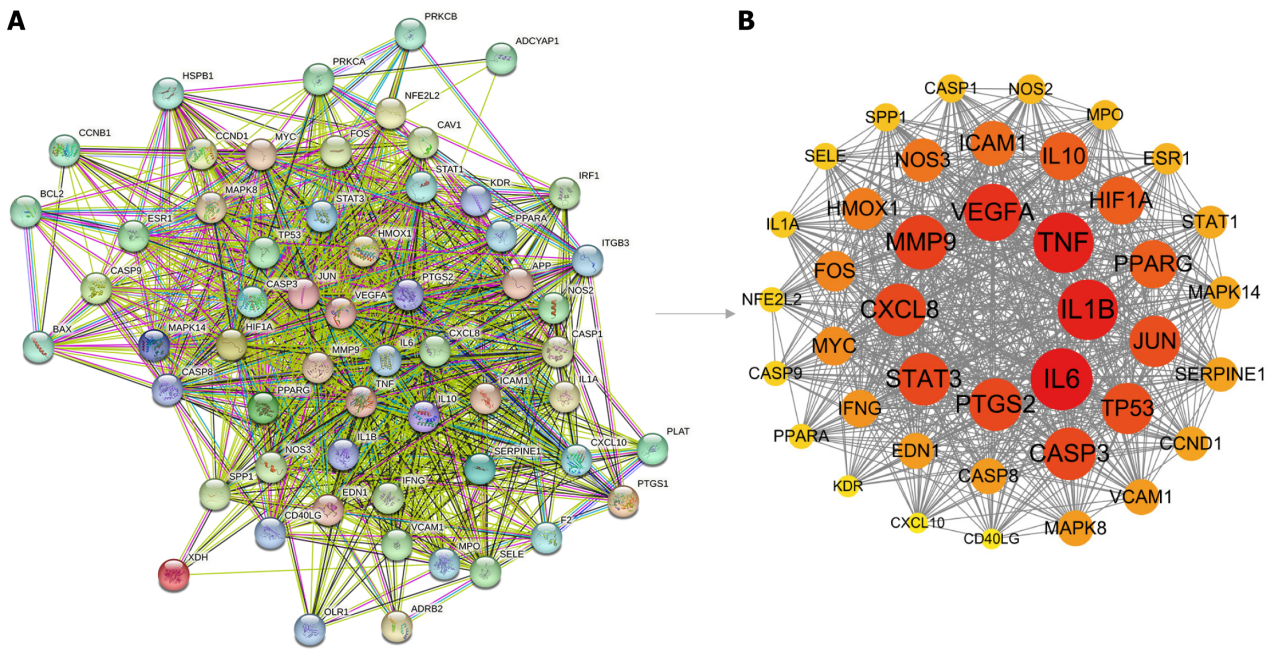 A
PRKCB
ADCYAP1
PRKCA
HSPB1
NFE2L2
CCNB1
CCND1
MYC
FOS
CAV1
STAT1
KDR
IRF1
BCL2
MAPK8
STAT3
ESR1
PPARA
TP53
HMOX1
ITGB3
CASP9
CASP3
JUN
PTGS2
APP
NOS2
VEGFA
BAX
MAPK14
HIF1A
CXCL8
CASP1
MMP9
IL6
CASP8
TNF
ICAM1
IL1A
PPARG
IL10
IL1B
CXCL10
PLAT
NOS3
SERPINE1
SPP1
IFNG
PTGS1
EDN1
CD40LG
F2
VCAM1
MPO
SELE
XDH
OLR1
ADRB2
B
CASP1
NOS2
SPP1
MPO
ICAM1
SELE
NOS3
IL10
ESR1
HMOX1
VEGFA
HIF1A
IL1A
STAT1
MMP9
TNF
FOS
PPARG
NFE2L2
MAPK14
CXCL8
IL1B
MYC
JUN
CASP9
STAT3
IL6
SERPINE1
IFNG
PTGS2
TP53
PPARA
CCND1
EDN1
CASP3
CASP8
KDR
VCAM1
CXCL10
MAPK8
CD40LG